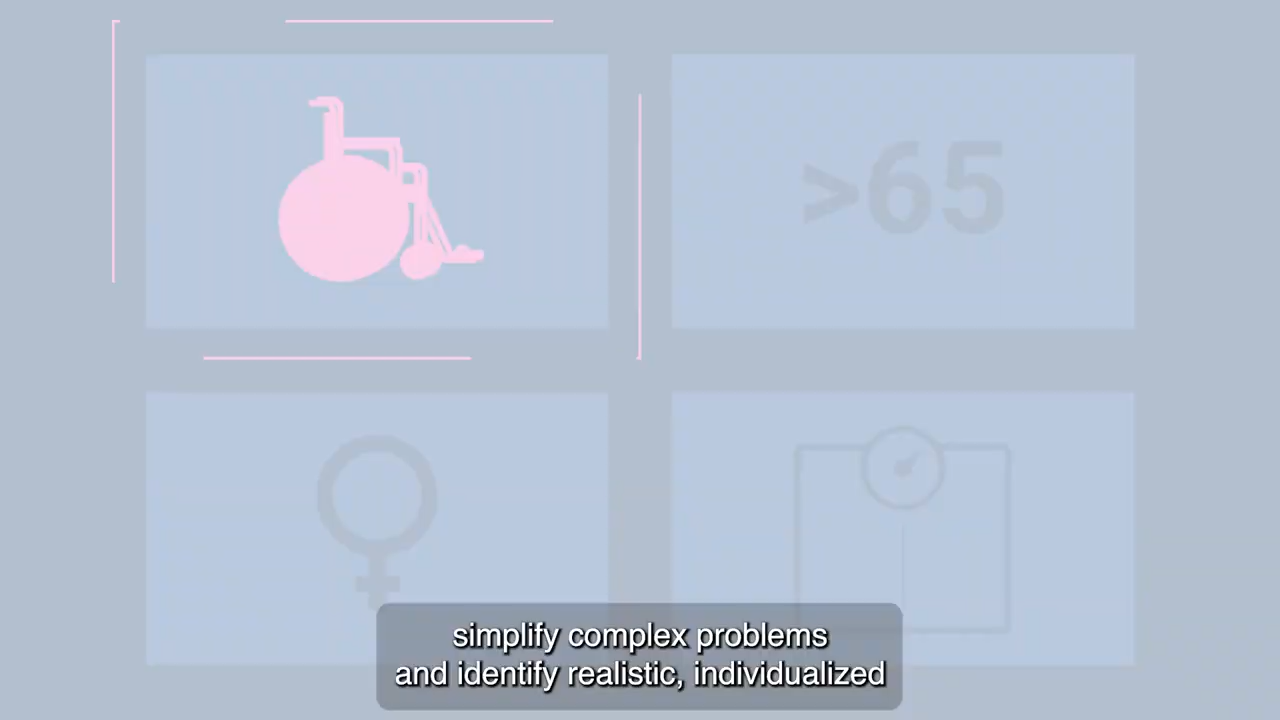 >65
simplify complex problems
and identify realistic, individualized